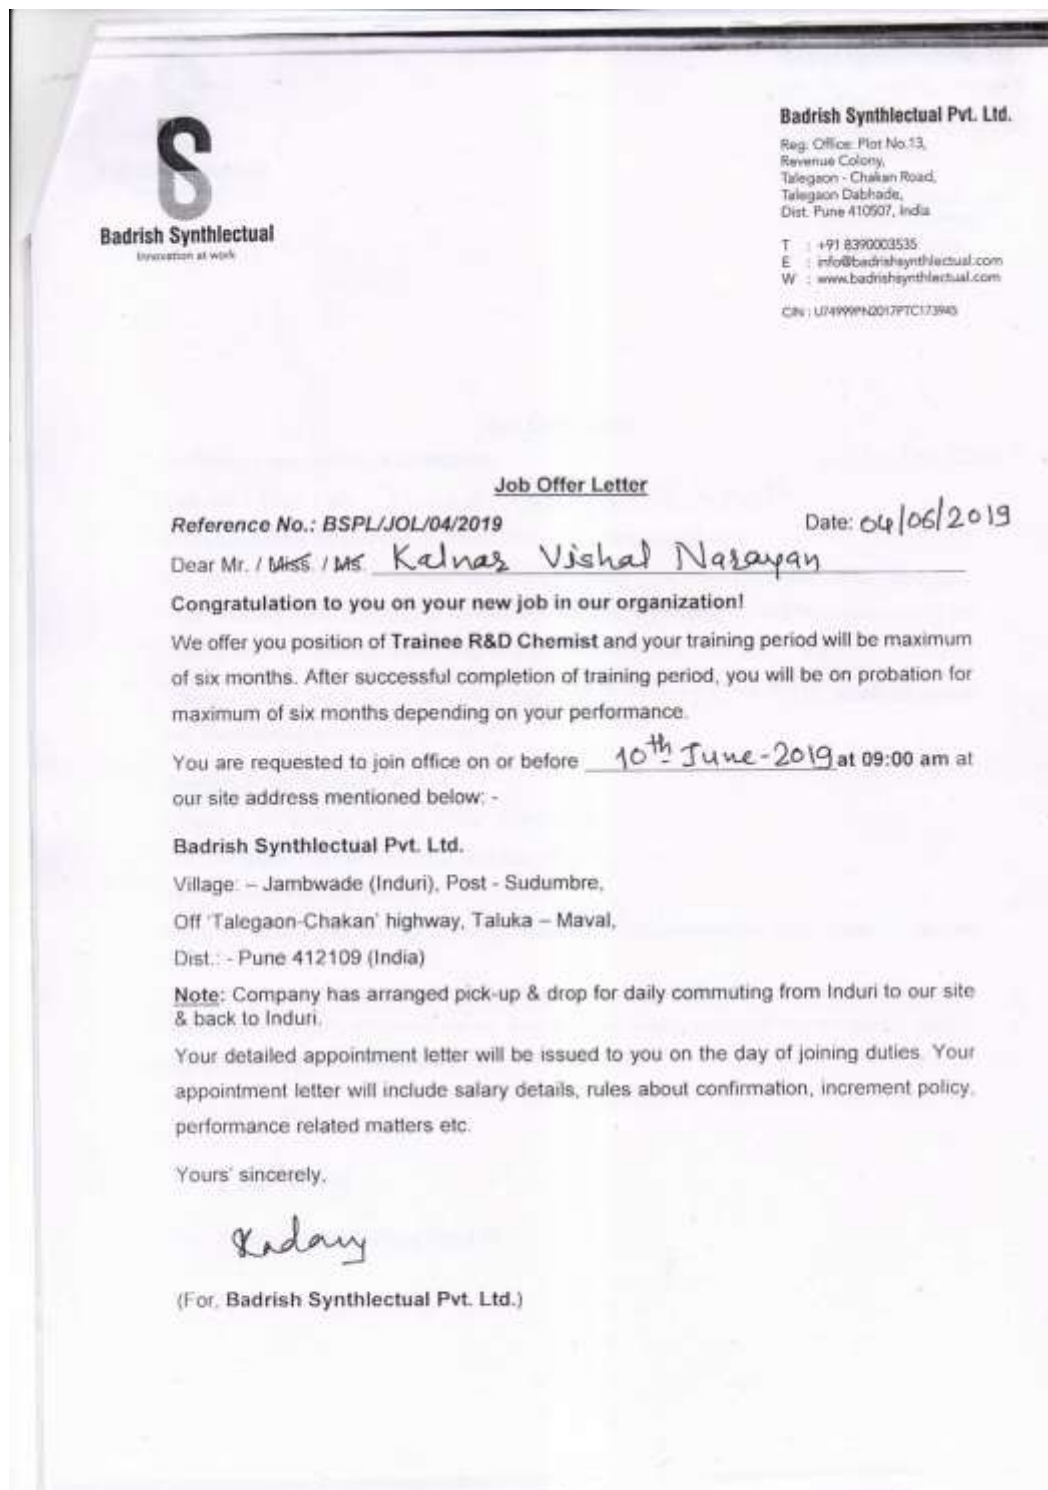 Badrish Synthlectual
Innovation at work
Badrish Synthlectual Pvt. Ltd.
Reg. Office: Plot No.13,
Revenue Colony,
Talegaon - Chakan Road,
Talegaon Dabhade,
Dist. Pune 410507, India
T : +91 8390003535
E : info@badrishsynthlectual.com
W : www.badrishsynthlectual.com
CIN : U74999PN2017PTC173945
Job Offer Letter
Reference No.: BSPL/JOL/04/2019 Date: 04/06/2019
Dear Mr. / Miss / Ms. Kalnar Vishal Narayan
Congratulation to you on your new job in our organization!
We offer you position of Trainee R&D Chemist and your training period will be maximum
of six months. After successful completion of training period, you will be on probation for
maximum of six months depending on your performance.
You are requested to join office on or before 10th June-2019 at 09:00 am at
our site address mentioned below: -
Badrish Synthlectual Pvt. Ltd.
Village: – Jambwade (Induri), Post - Sudumbre,
Off 'Talegaon-Chakan' highway, Taluka – Maval,
Dist.: - Pune 412109 (India)
Note: Company has arranged pick-up & drop for daily commuting from Induri to our site
& back to Induri.
Your detailed appointment letter will be issued to you on the day of joining duties. Your
appointment letter will include salary details, rules about confirmation, increment policy,
performance related matters etc.
Yours' sincerely,
(For, Badrish Synthlectual Pvt. Ltd.)